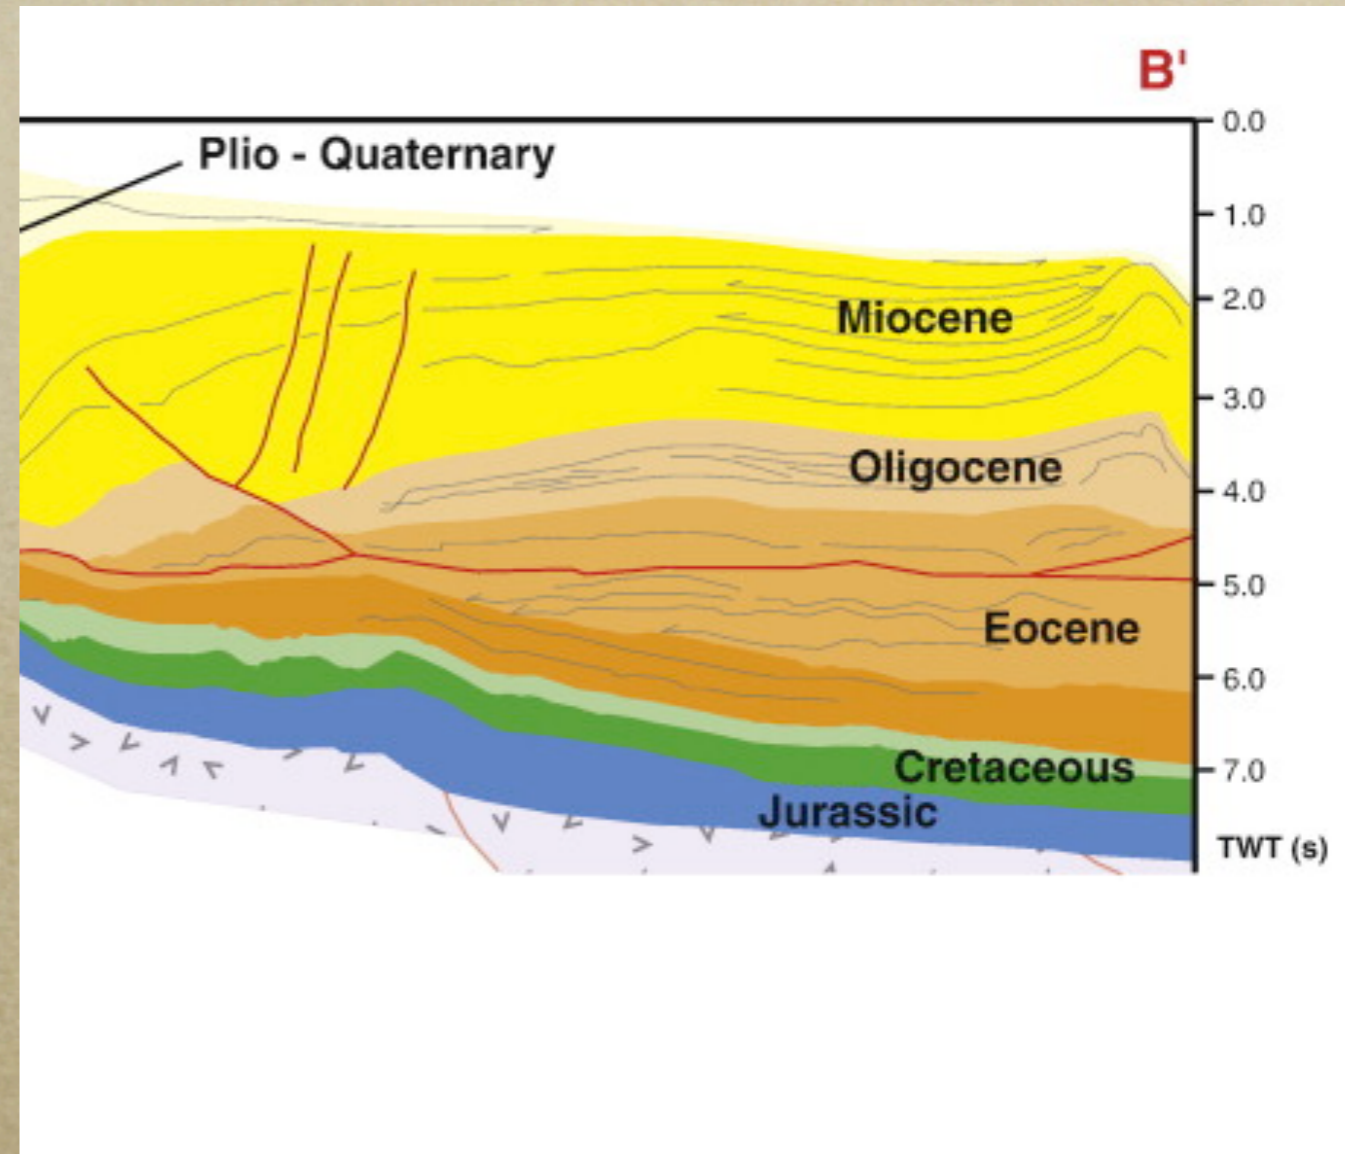 B'
0.0
Plio - Quaternary
1.0
2.0
Miocene
3.0
Oligocene
4.0
5.0
Eocene
6.0
Cretaceous
7.0
Jurassic
TWT (s)